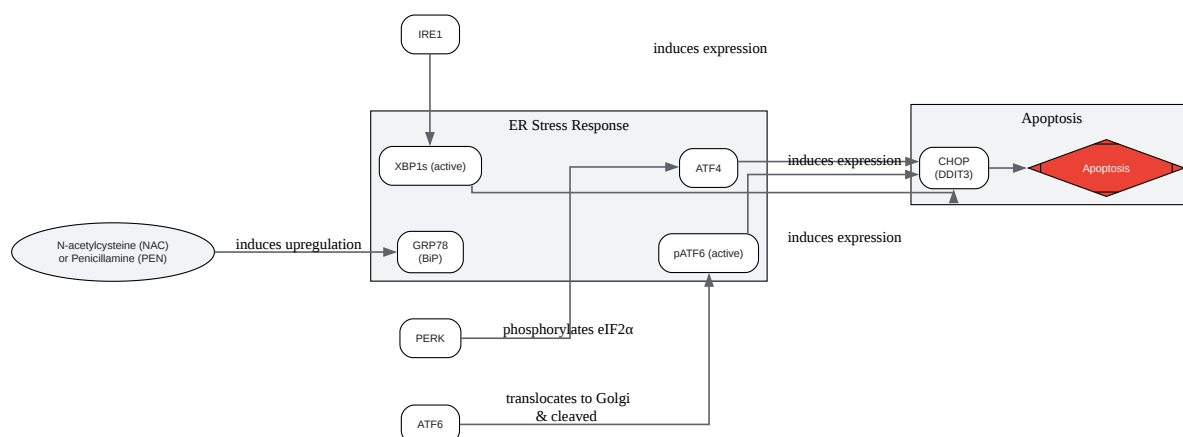 IRE1
induces expression
ER Stress Response
Apoptosis
XBP1s (active)
ATF4
induces expression
CHOP
(DDIT3)
Apoptosis
N-acetylcysteine (NAC)
or Penicillamine (PEN)
induces upregulation
GRP78
(BiP)
pATF6 (active)
induces expression
PERK
phosphorylates eIF2α
translocates to Golgi
& cleaved
ATF6